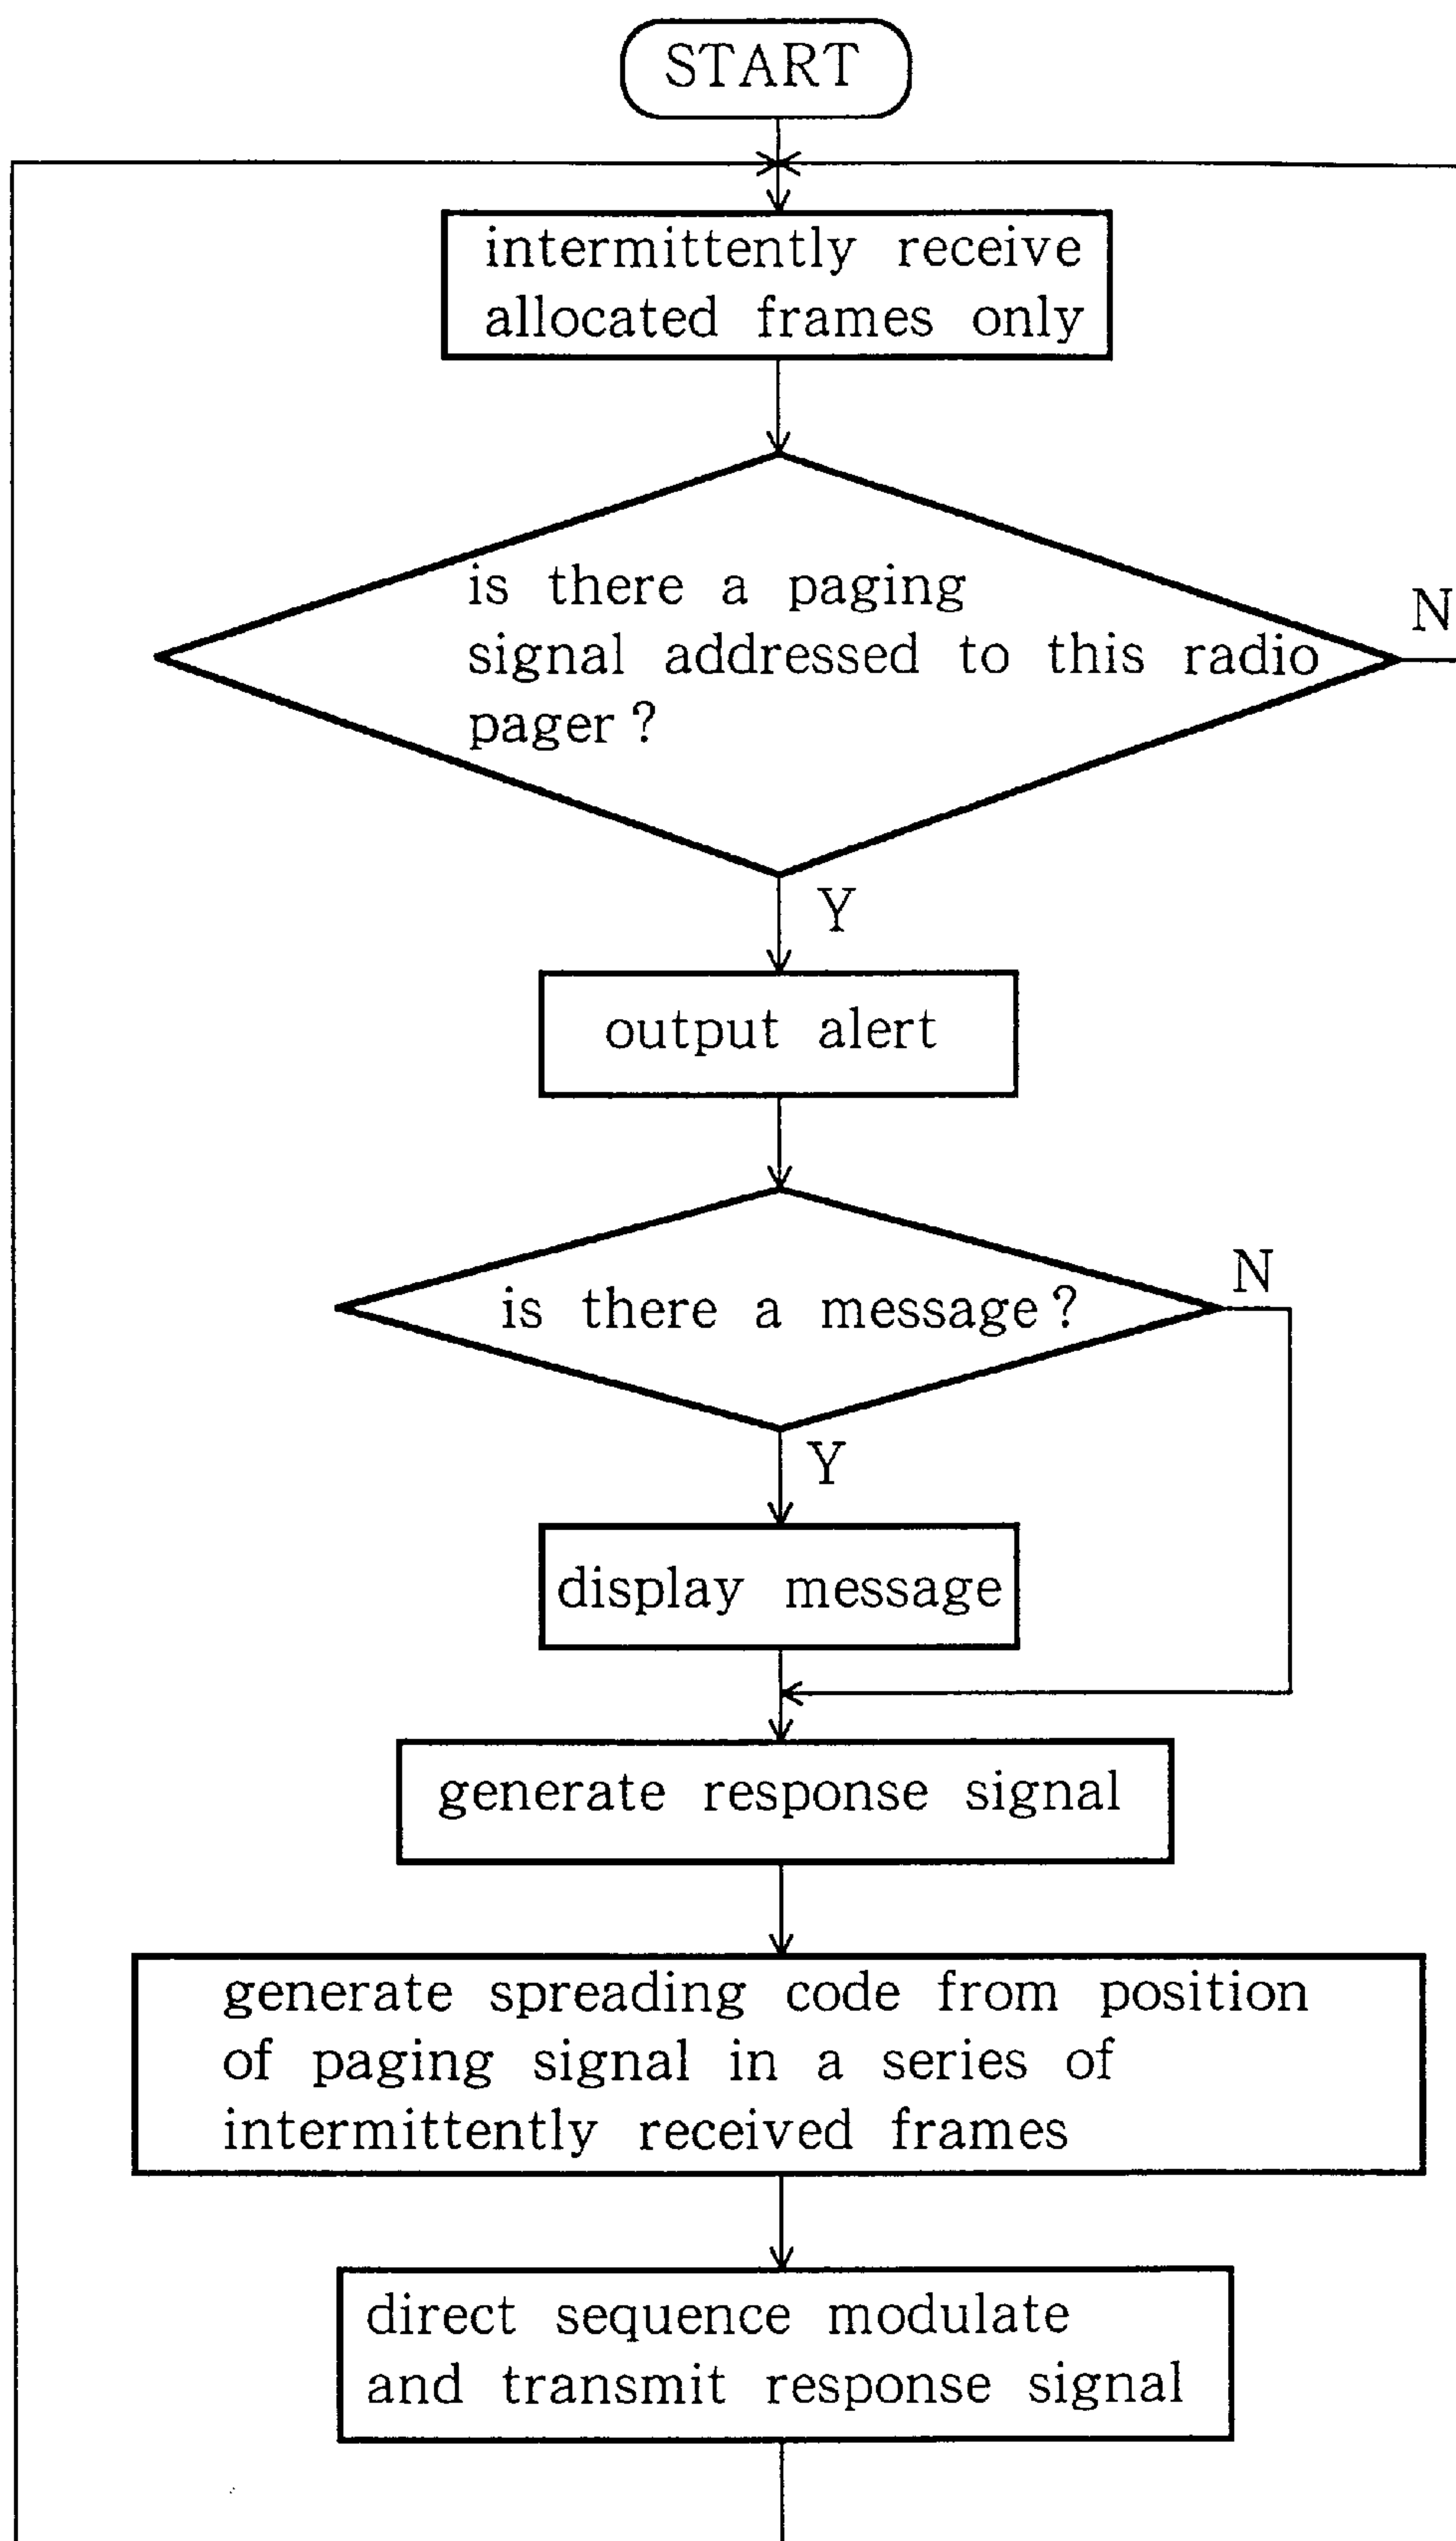 START
intermittently receive
allocated frames only
is there a paging
signal addressed to this radio
pager ?
N
Y
output alert
is there a message ?
N
Y
display message
generate response signal
generate spreading code from position
of paging signal in a series of
intermittently received frames
direct sequence modulate
and transmit response signal